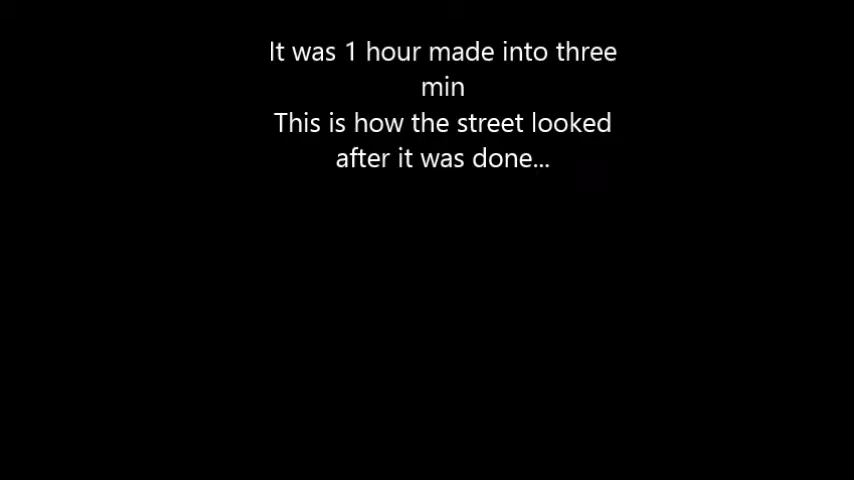 It was 1 hour made into three
min
This is how the street looked
after it was done...